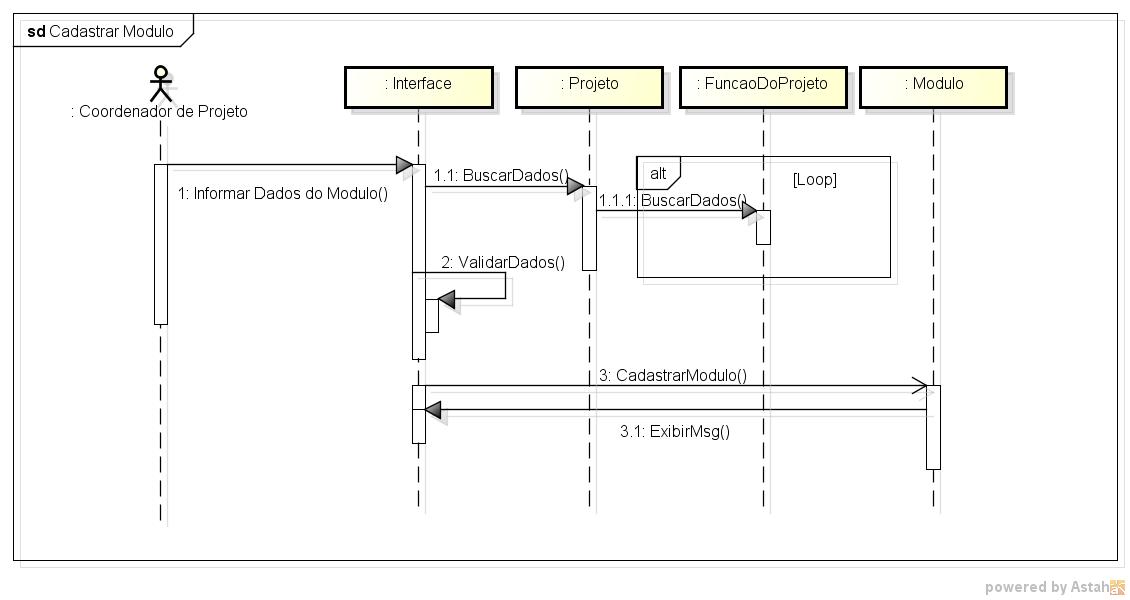 sd Cadastrar Modulo
: Coordenador de Projeto
: Interface
: Projeto
: FuncaoDoProjeto
: Modulo
1: Informar Dados do Modulo()
1.1: BuscarDados()
alt
[Loop]
1.1.1: BuscarDados()
2: ValidarDados()
3: CadastrarModulo()
3.1: ExibirMsg()
powered by Astah